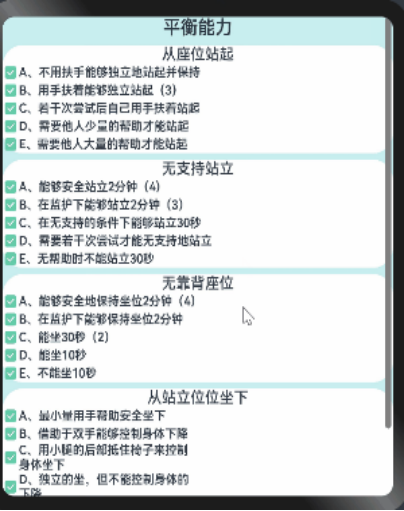 平衡能力
从座位站起
A、不用扶手能够独立地站起并保持
B、用手扶着能够独立站起（3）
C、若干次尝试后自己用手扶着站起
D、需要他人少量的帮助才能站起
E、需要他人大量的帮助才能站起
无支持站立
A、能够安全站立2分钟（4）
B、在监护下能够站立2分钟（3）
C、在无支持的条件下能够站立30秒
D、需要若干次尝试才能无支持地站立
E、无帮助时不能站立30秒
无靠背座位
A、能够安全地保持坐位2分钟（4）
B、在监护下能够保持坐位2分钟
C、能坐30秒（2）
D、能坐10秒
E、不能坐10秒
从站立位位坐下
A、最小量用手帮助安全坐下
B、借助于双手能够控制身体下降
C、用小腿的后部抵住椅子来控制
身体坐下
D、独立的坐，但不能控制身体的
下降